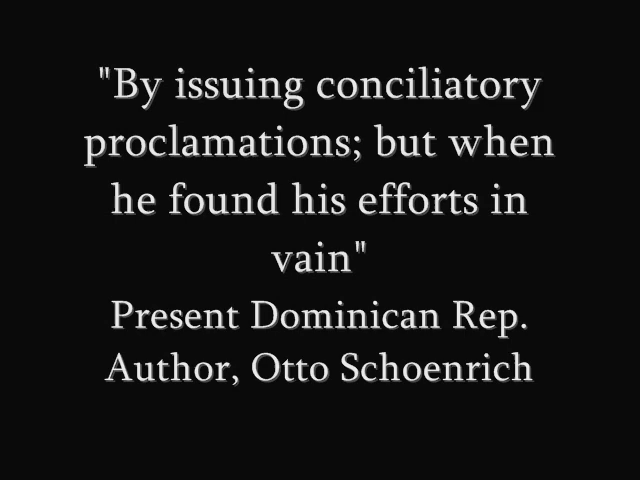 "By issuing conciliatory
proclamations; but when
he found his efforts in
vain"
Present Dominican Rep.
Author, Otto Schoenrich